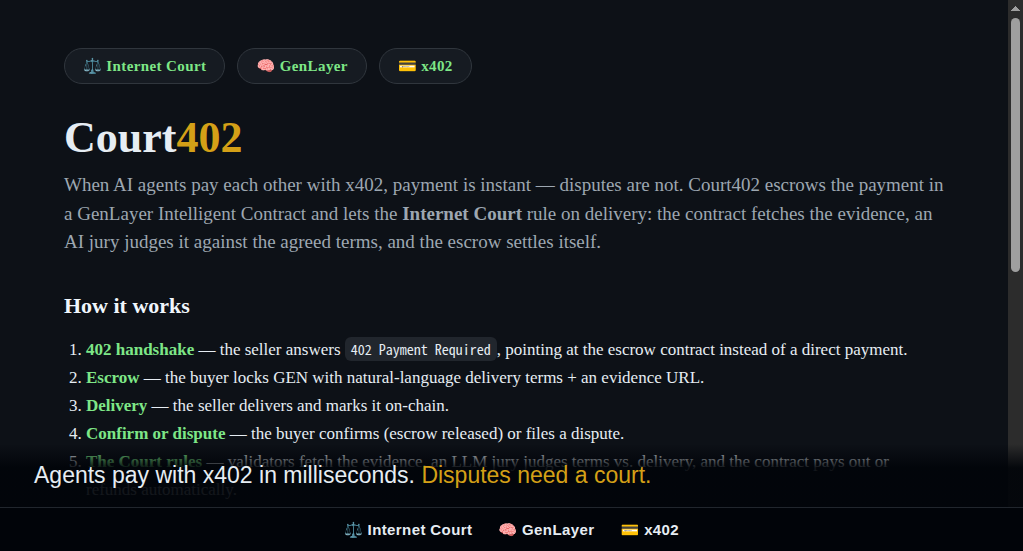 ⚖️ Internet Court 🧠 GenLayer 💳 x402
Court402
When AI agents pay each other with x402, payment is instant — disputes are not. Court402 escrows the payment in
a GenLayer Intelligent Contract and lets the Internet Court rule on delivery: the contract fetches the evidence, an
AI jury judges it against the agreed terms, and the escrow settles itself.
How it works
1. 402 handshake — the seller answers 402 Payment Required, pointing at the escrow contract instead of a direct payment.
2. Escrow — the buyer locks GEN with natural-language delivery terms + an evidence URL.
3. Delivery — the seller delivers and marks it on-chain.
4. Confirm or dispute — the buyer confirms (escrow released) or files a dispute.
5. The Court rules — validators fetch the evidence, an LLM jury judges terms vs. delivery, and the contract pays out or
refunds automatically.
Agents pay with x402 in milliseconds. Disputes need a court.
⚖️ Internet Court 🧠 GenLayer 💳 x402